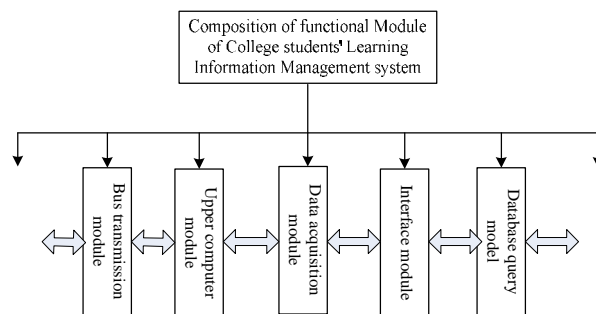 Composition of functional Module
of College students' Learning
Information Management system
Bus transmission
module
Upper computer
module
Data acquisition
module
Interface module
Database query
model